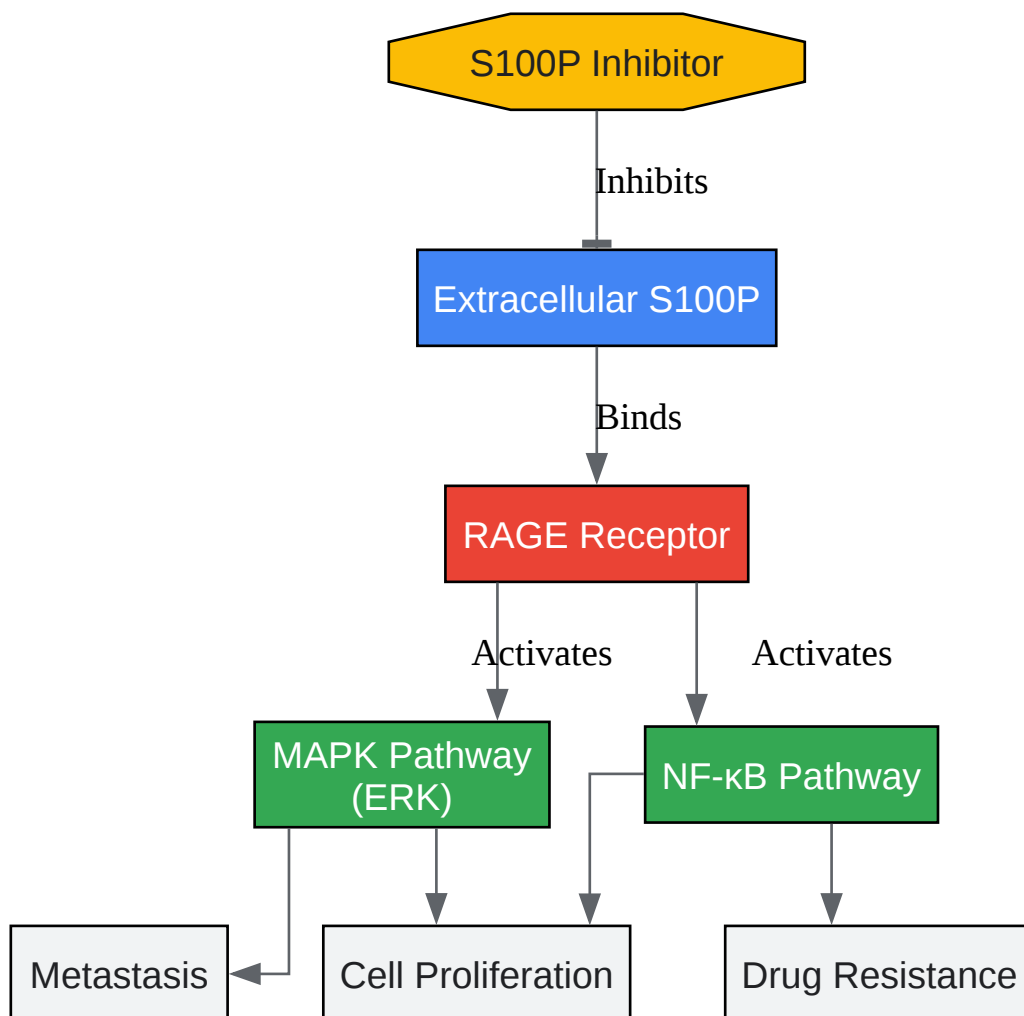 S100P Inhibitor
Inhibits
Extracellular S100P
Binds
RAGE Receptor
Activates
Activates
MAPK Pathway
(ERK)
NF-κB Pathway
Metastasis
Cell Proliferation
Drug Resistance